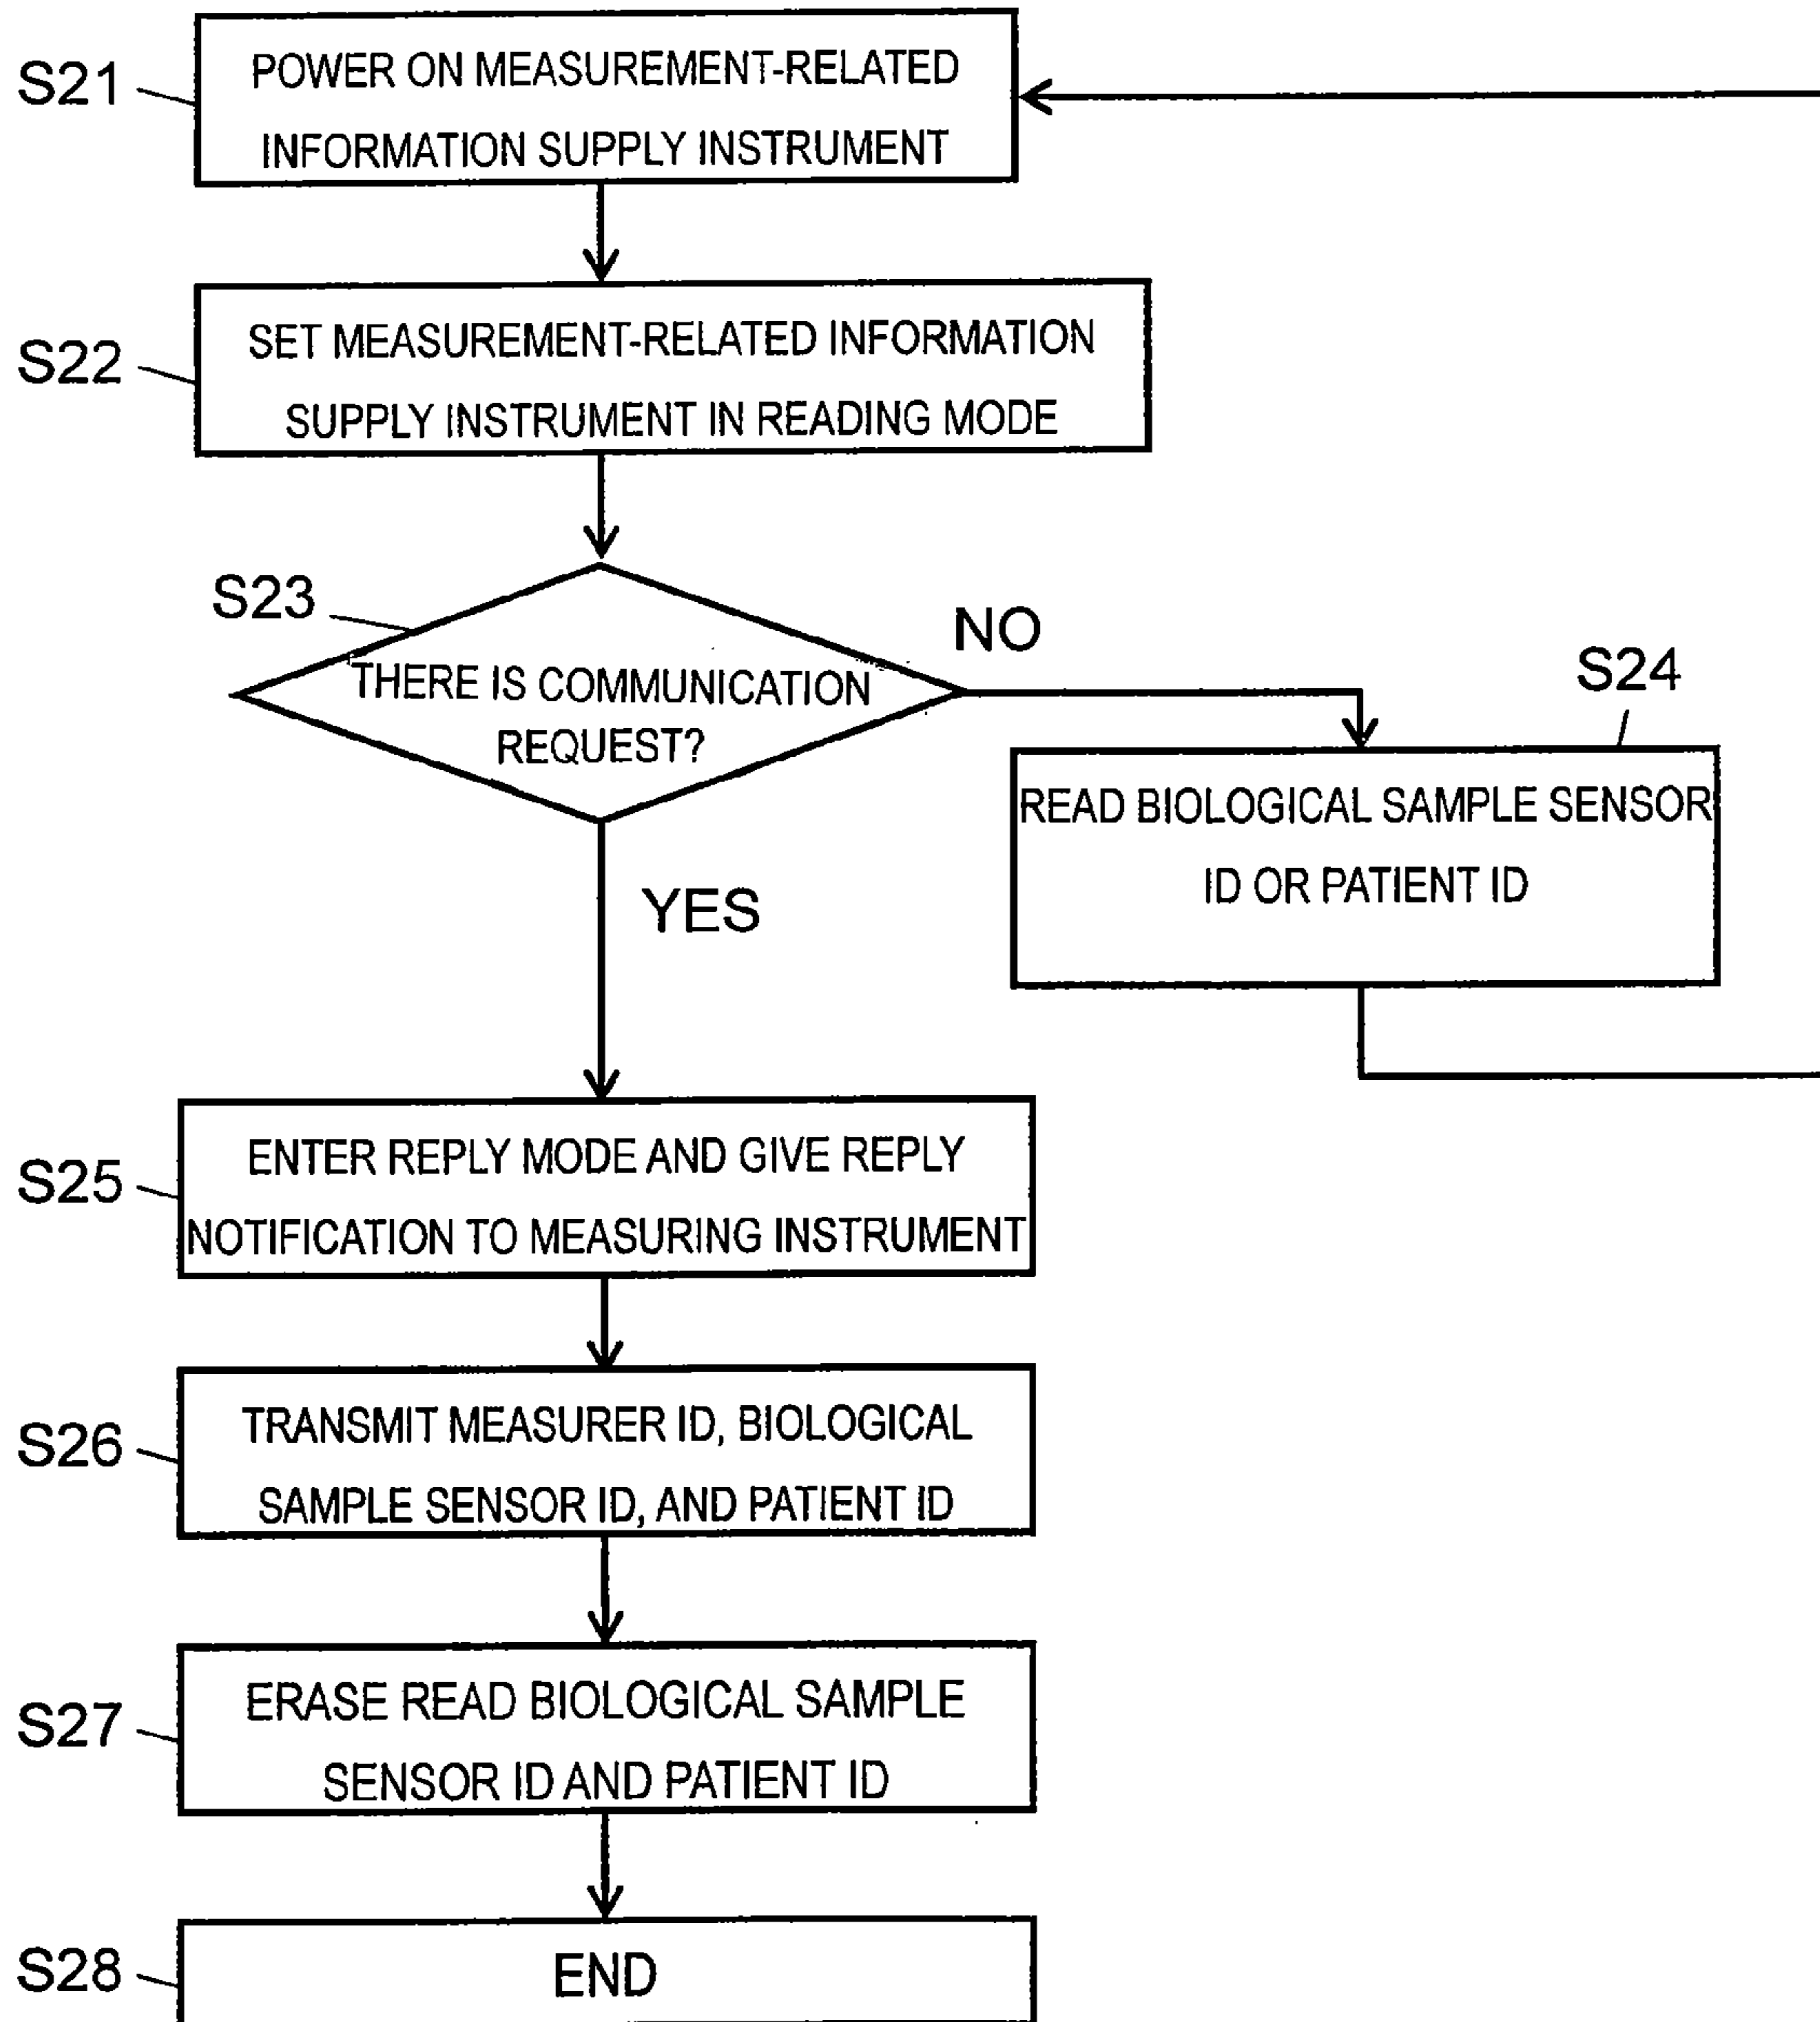 S21
POWER ON MEASUREMENT-RELATED
INFORMATION SUPPLY INSTRUMENT
S22
SET MEASUREMENT-RELATED INFORMATION
SUPPLY INSTRUMENT IN READING MODE
S23
THERE IS COMMUNICATION
REQUEST?
NO
S24
READ BIOLOGICAL SAMPLE SENSOR
ID OR PATIENT ID
YES
S25
ENTER REPLY MODE AND GIVE REPLY
NOTIFICATION TO MEASURING INSTRUMENT
S26
TRANSMIT MEASURER ID, BIOLOGICAL
SAMPLE SENSOR ID, AND PATIENT ID
S27
ERASE READ BIOLOGICAL SAMPLE
SENSOR ID AND PATIENT ID
S28
END